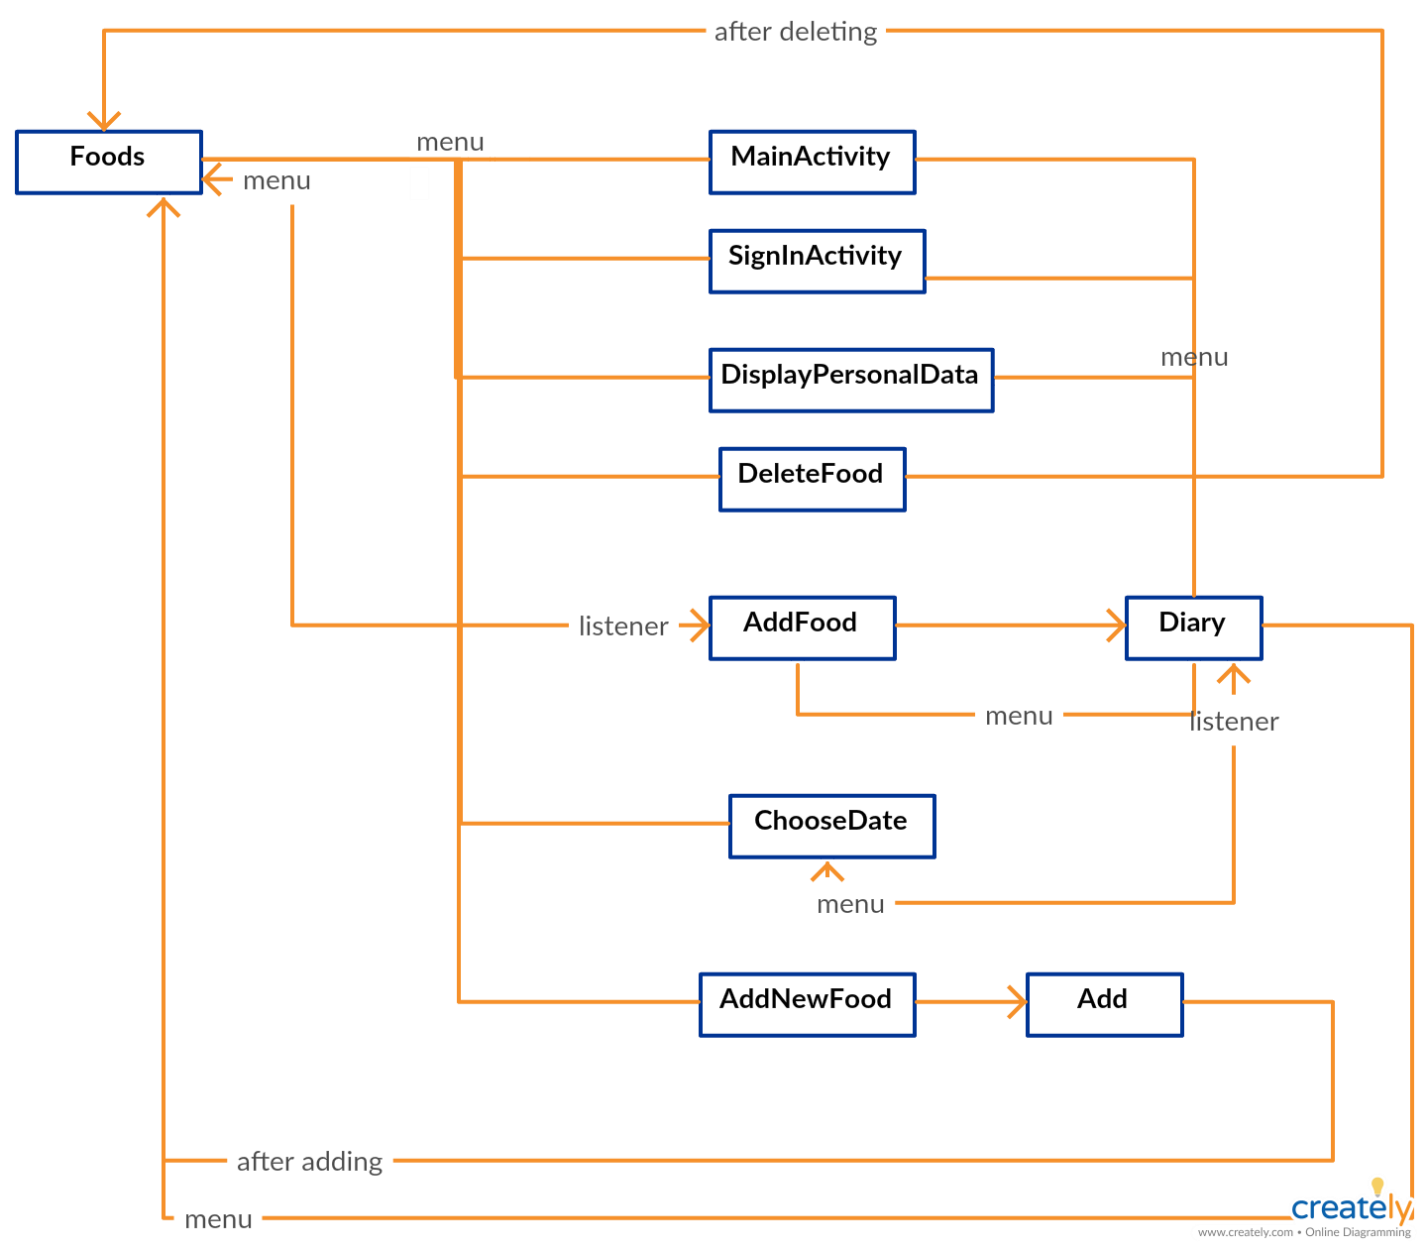 after deleting
menu
Foods
MainActivity
menu
SignInActivity
menu
DisplayPersonalData
DeleteFood
listener
AddFood
Diary
menu
listener
ChooseDate
menu
AddNewFood
Add
after adding
menu
creately
www.creately.com • Online Diagramming